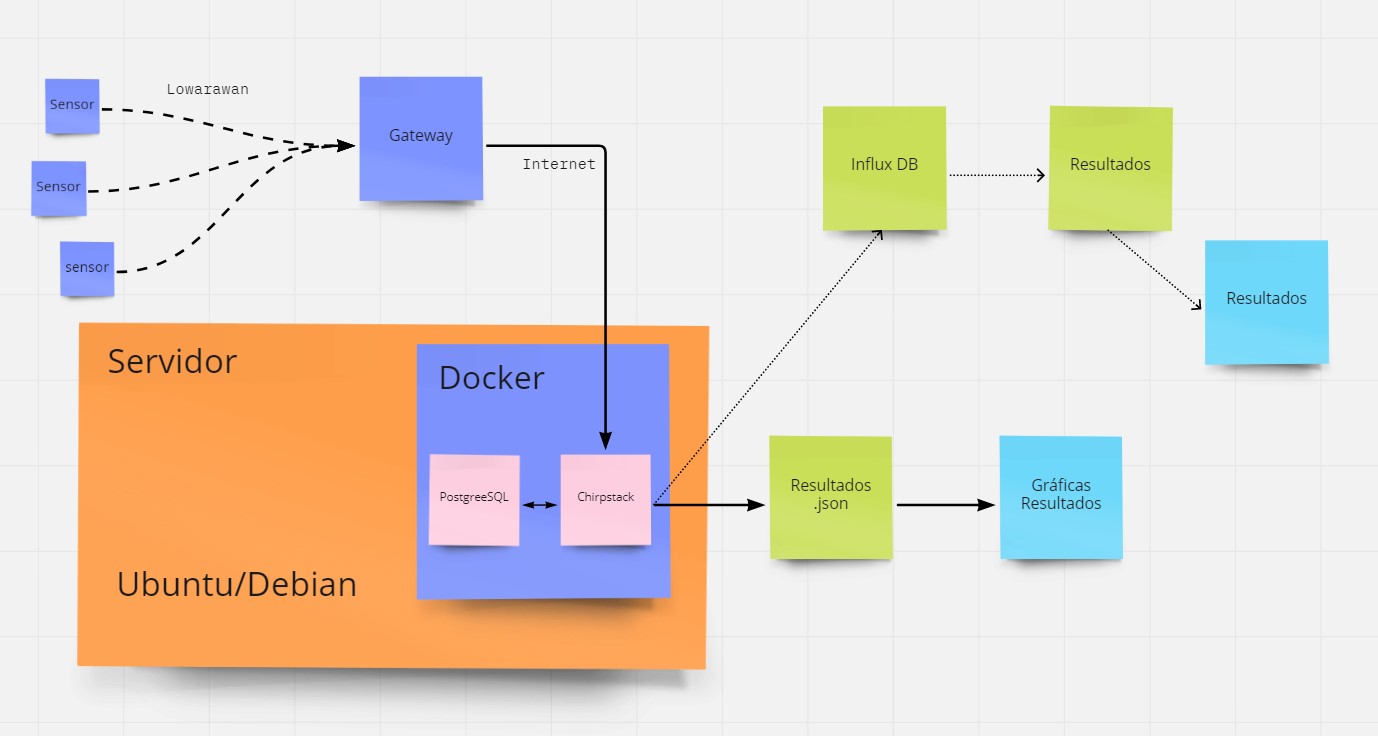 Sensor
Lowarawan
Gateway
Sensor
sensor
Internet
Influx DB
Resultados
Resultados
Servidor
Docker
PostgreeSQL
Chirpstack
Ubuntu/Debian
Resultados
.json
Gráficas
Resultados